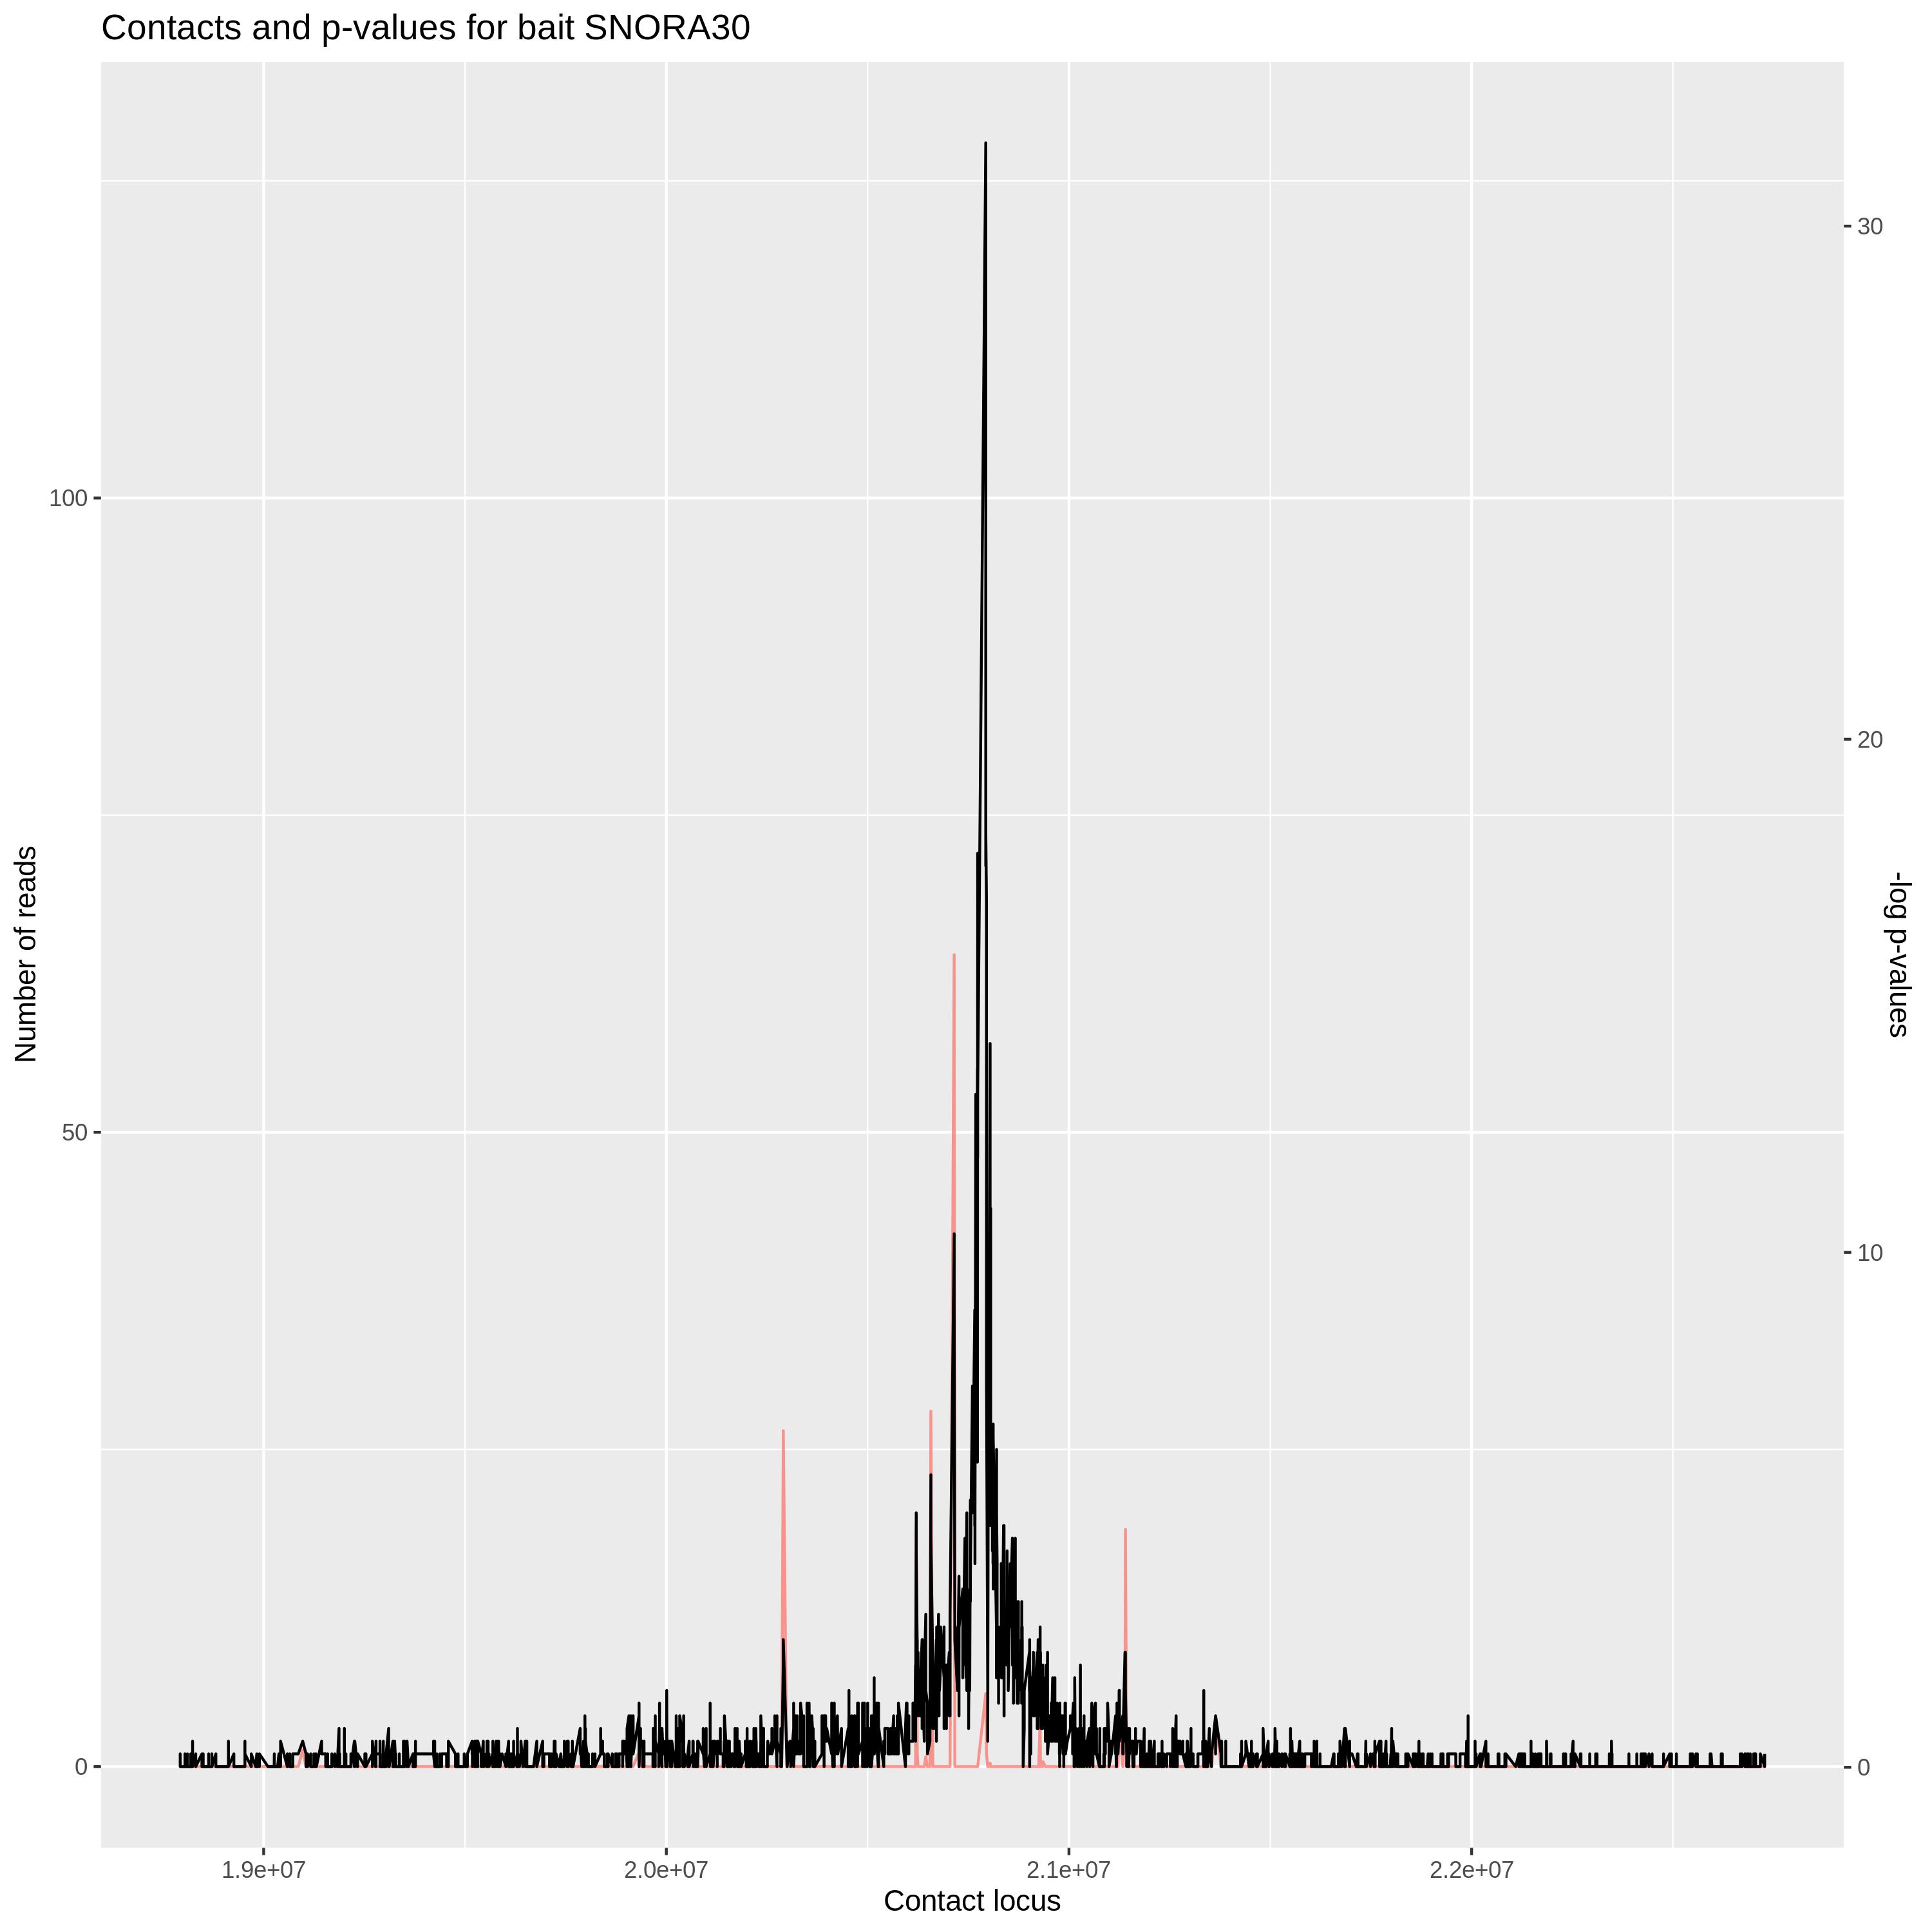 Contacts and p-values for bait SNORA30
Number of reads
100
50
0
30
20
10
0
-log p-values
1.9e+07 2.0e+07 2.1e+07 2.2e+07
Contact locus